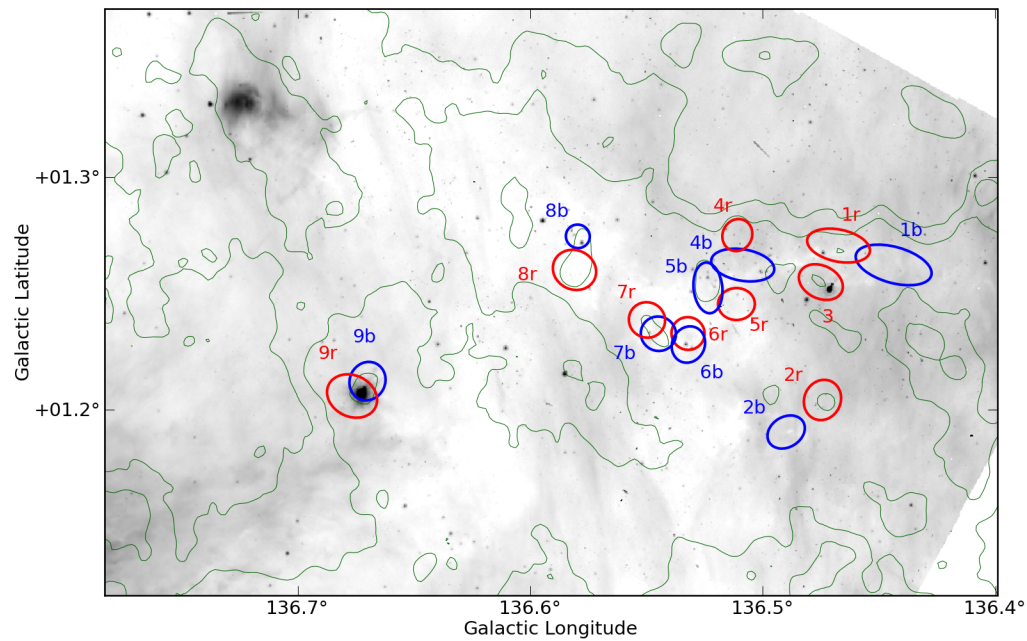 +01.3°
+01.2°
Galactic Latitude
4r
1r
8b
1b
4b
5b
8r
7r
3
5r
6r
9b
9r
7b
6b
2r
2b
136.7°
136.6°
136.5°
136.4°
Galactic Longitude